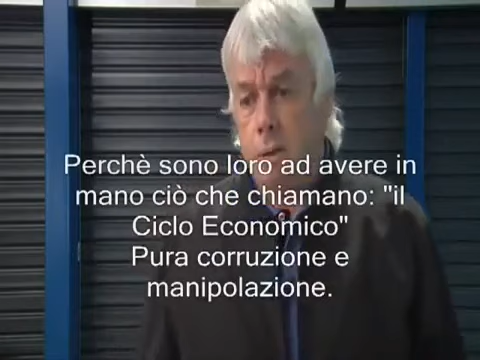 Perchè sono loro ad avere in
mano ciò che chiamano: "il
Ciclo Economico"
Pura corruzione e
manipolazione.